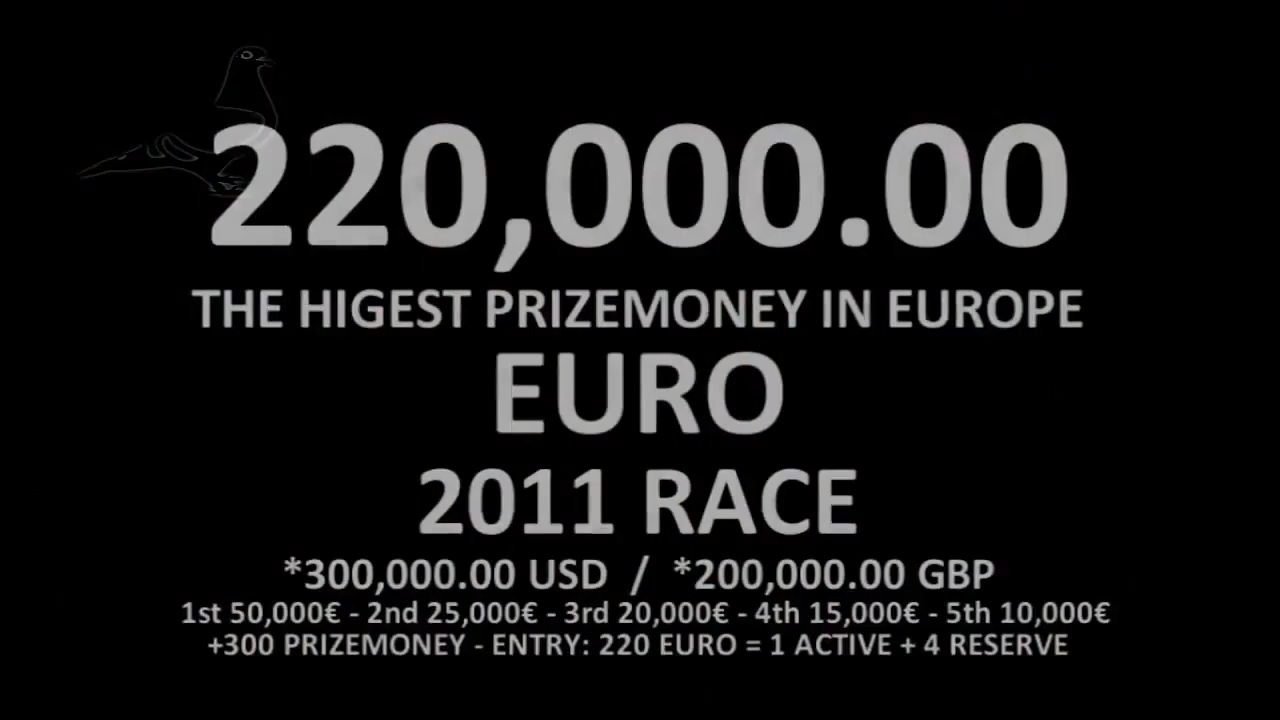 220,000.00
THE HIGEST PRIZEMONEY IN EUROPE
EURO
2011 RACE
*300,000.00 USD / *200,000.00 GBP
1st 50,000€ - 2nd 25,000€ - 3rd 20,000€ - 4th 15,000€ - 5th 10,000€
+300 PRIZEMONEY - ENTRY: 220 EURO = 1 ACTIVE + 4 RESERVE